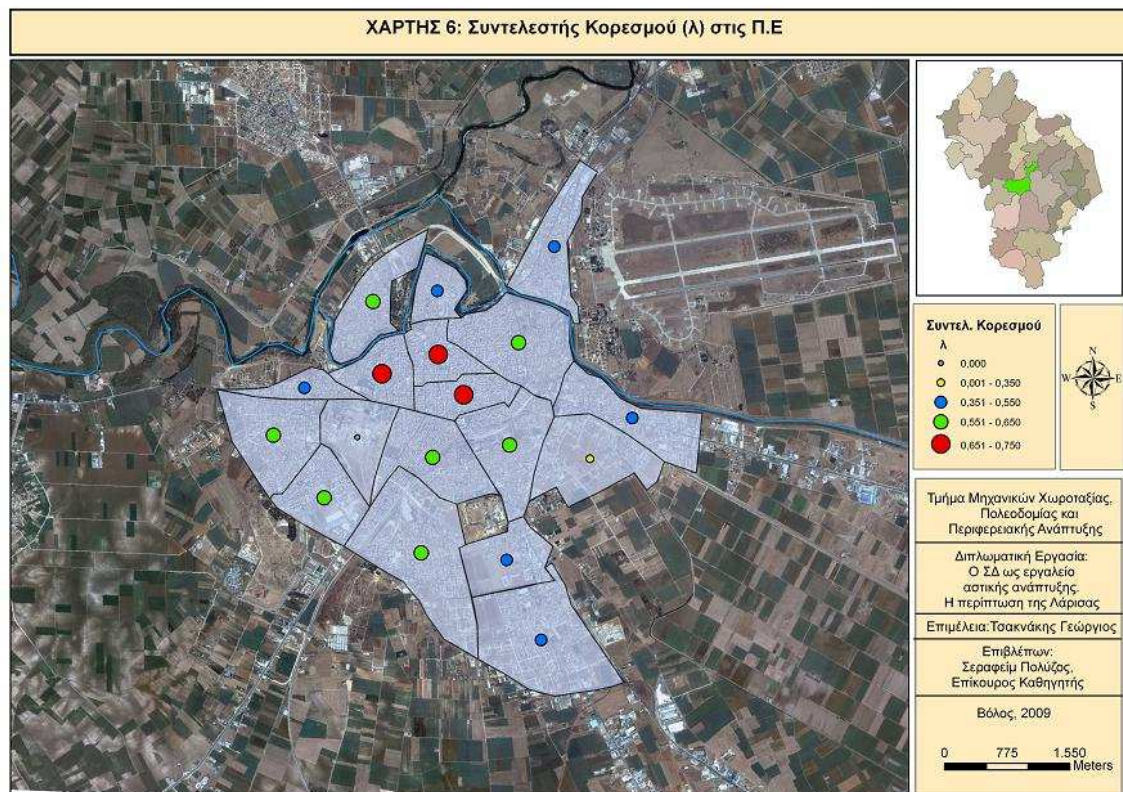 ΧΑΡΤΗΣ 6: Συντελεστής Κορεσμού (λ) στις Π.Ε
Συντελ. Κορεσμού
λ
0,000
0,001 - 0,350
0,351 - 0,550
0,551 - 0,650
0,651 - 0,750
N
W E
S
Τμήμα Μηχανικών Χωροταξίας,
Πολεοδομίας και
Περιφερειακής Ανάπτυξης
Διπλωματική Εργασία:
Ο ΣΔ ως εργαλείο
αστικής ανάπτυξης.
Η περίπτωση της Λάρισας
Επιμέλεια:Τσακνάκης Γεώργιος
Επιβλέπων:
Σεραφείμ Πολύζος,
Επίκουρος Καθηγητής
Βόλος, 2009
0 775 1.550
Meters